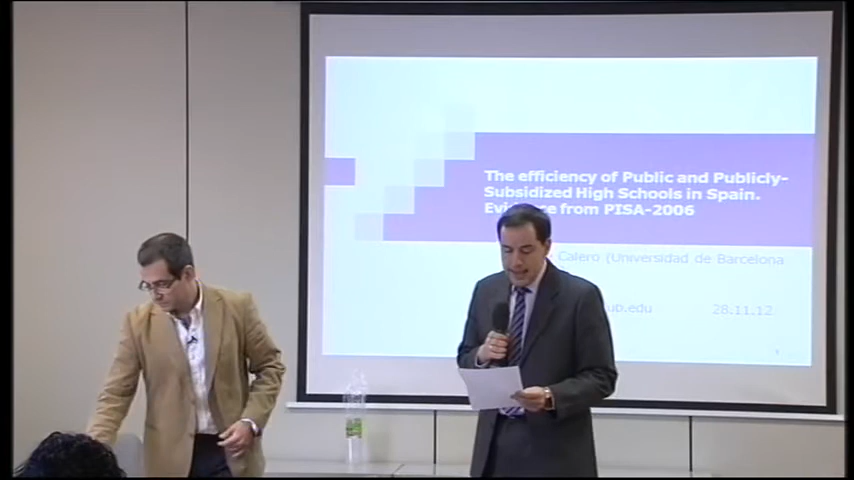 The efficiency of Public and Publicly-
Subsidized High Schools in Spain.
from PISA-2006
Calero (Universidad de Barcelona
ub.edu 28.11.12